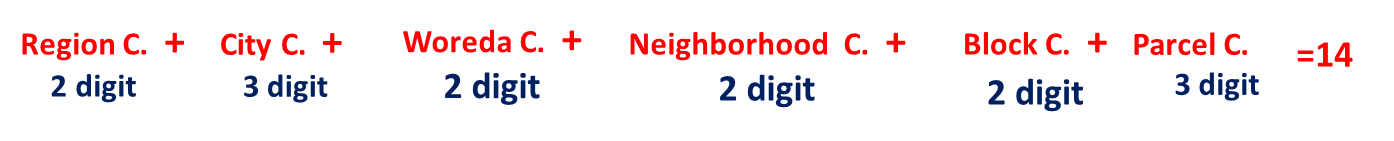 Region C. + City C. + Woreda C. + Neighborhood C. + Block C. + Parcel C. =14
2 digit 3 digit 2 digit 2 digit 2 digit 3 digit